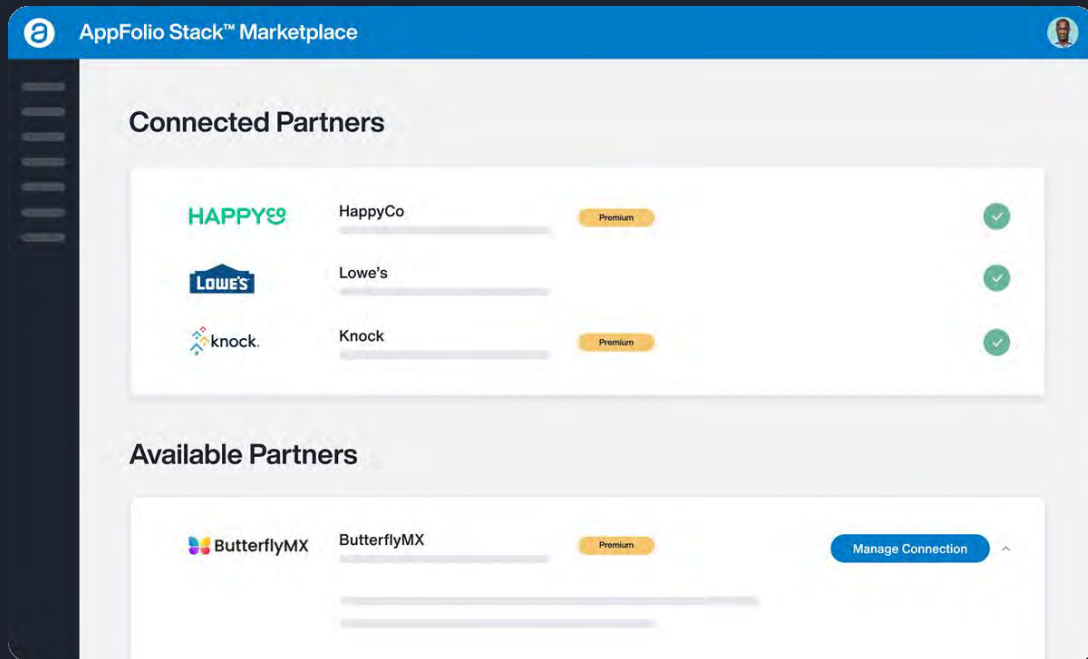 a AppFolio Stack™ Marketplace
Connected Partners
HAPPYCO HappyCo Premium
LOWE'S Lowe's
knock. Knock Premium
Available Partners
ButterflyMX ButterflyMX Premium Manage Connection